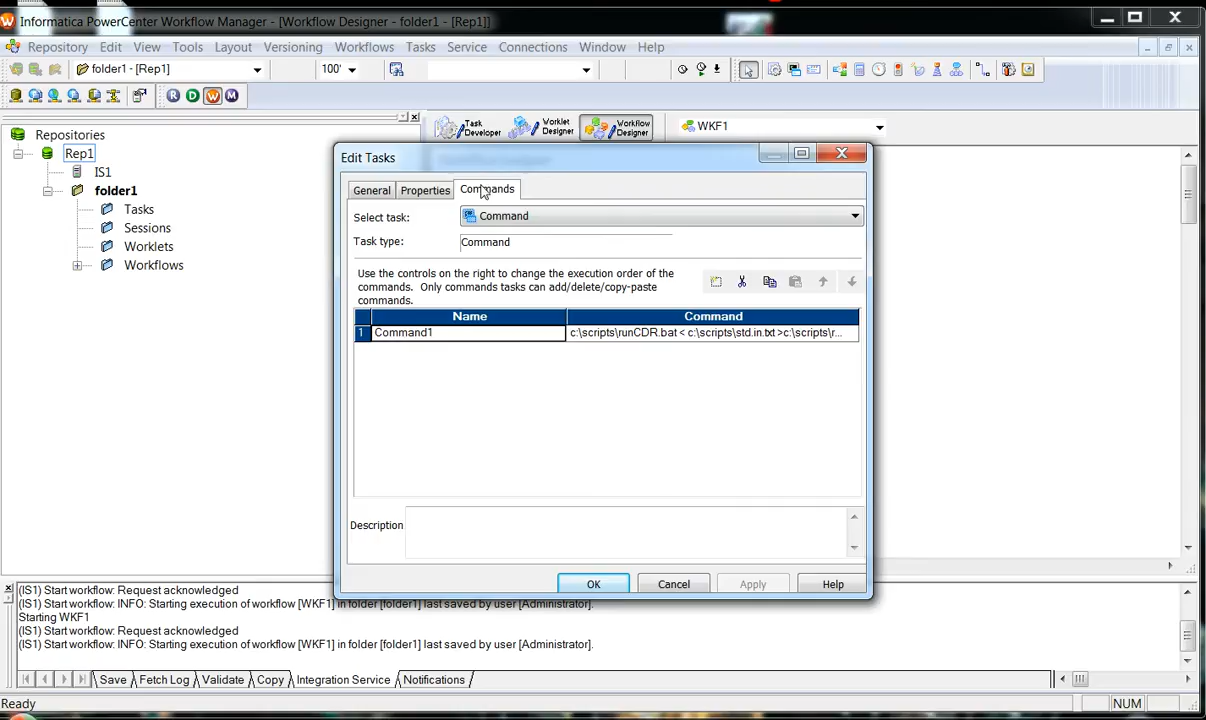 Informatica PowerCenter Workflow Manager - [Workflow Designer - folder1 - [Rep1]]
Repository Edit View Tools Layout Versioning Workflows Tasks Service Connections Window Help
folder1 - [Rep1] 100'
R D W M
Task Developer
Worklet Designer
Workflow Designer
WKF1
Repositories
Rep1
IS1
folder1
Tasks
Sessions
Worklets
Workflows
Edit Tasks
General Properties Commands
Select task: Command
Task type: Command
Use the controls on the right to change the execution order of the
commands. Only commands tasks can add/delete/copy-paste
commands.
Name Command
1 Command1 c:\scripts\runCDR.bat < c:\scripts\std.in.txt >c:\scripts\r...
Description
OK Cancel Apply Help
(IS1) Start workflow: Request acknowledged
(IS1) Start workflow: INFO: Starting execution of workflow [WKF1] in folder [folder1] last saved by user [Administrator].
Starting WKF1
(IS1) Start workflow: Request acknowledged
(IS1) Start workflow: INFO: Starting execution of workflow [WKF1] in folder [folder1] last saved by user [Administrator].
Save Fetch Log Validate Copy Integration Service Notifications
Ready NUM